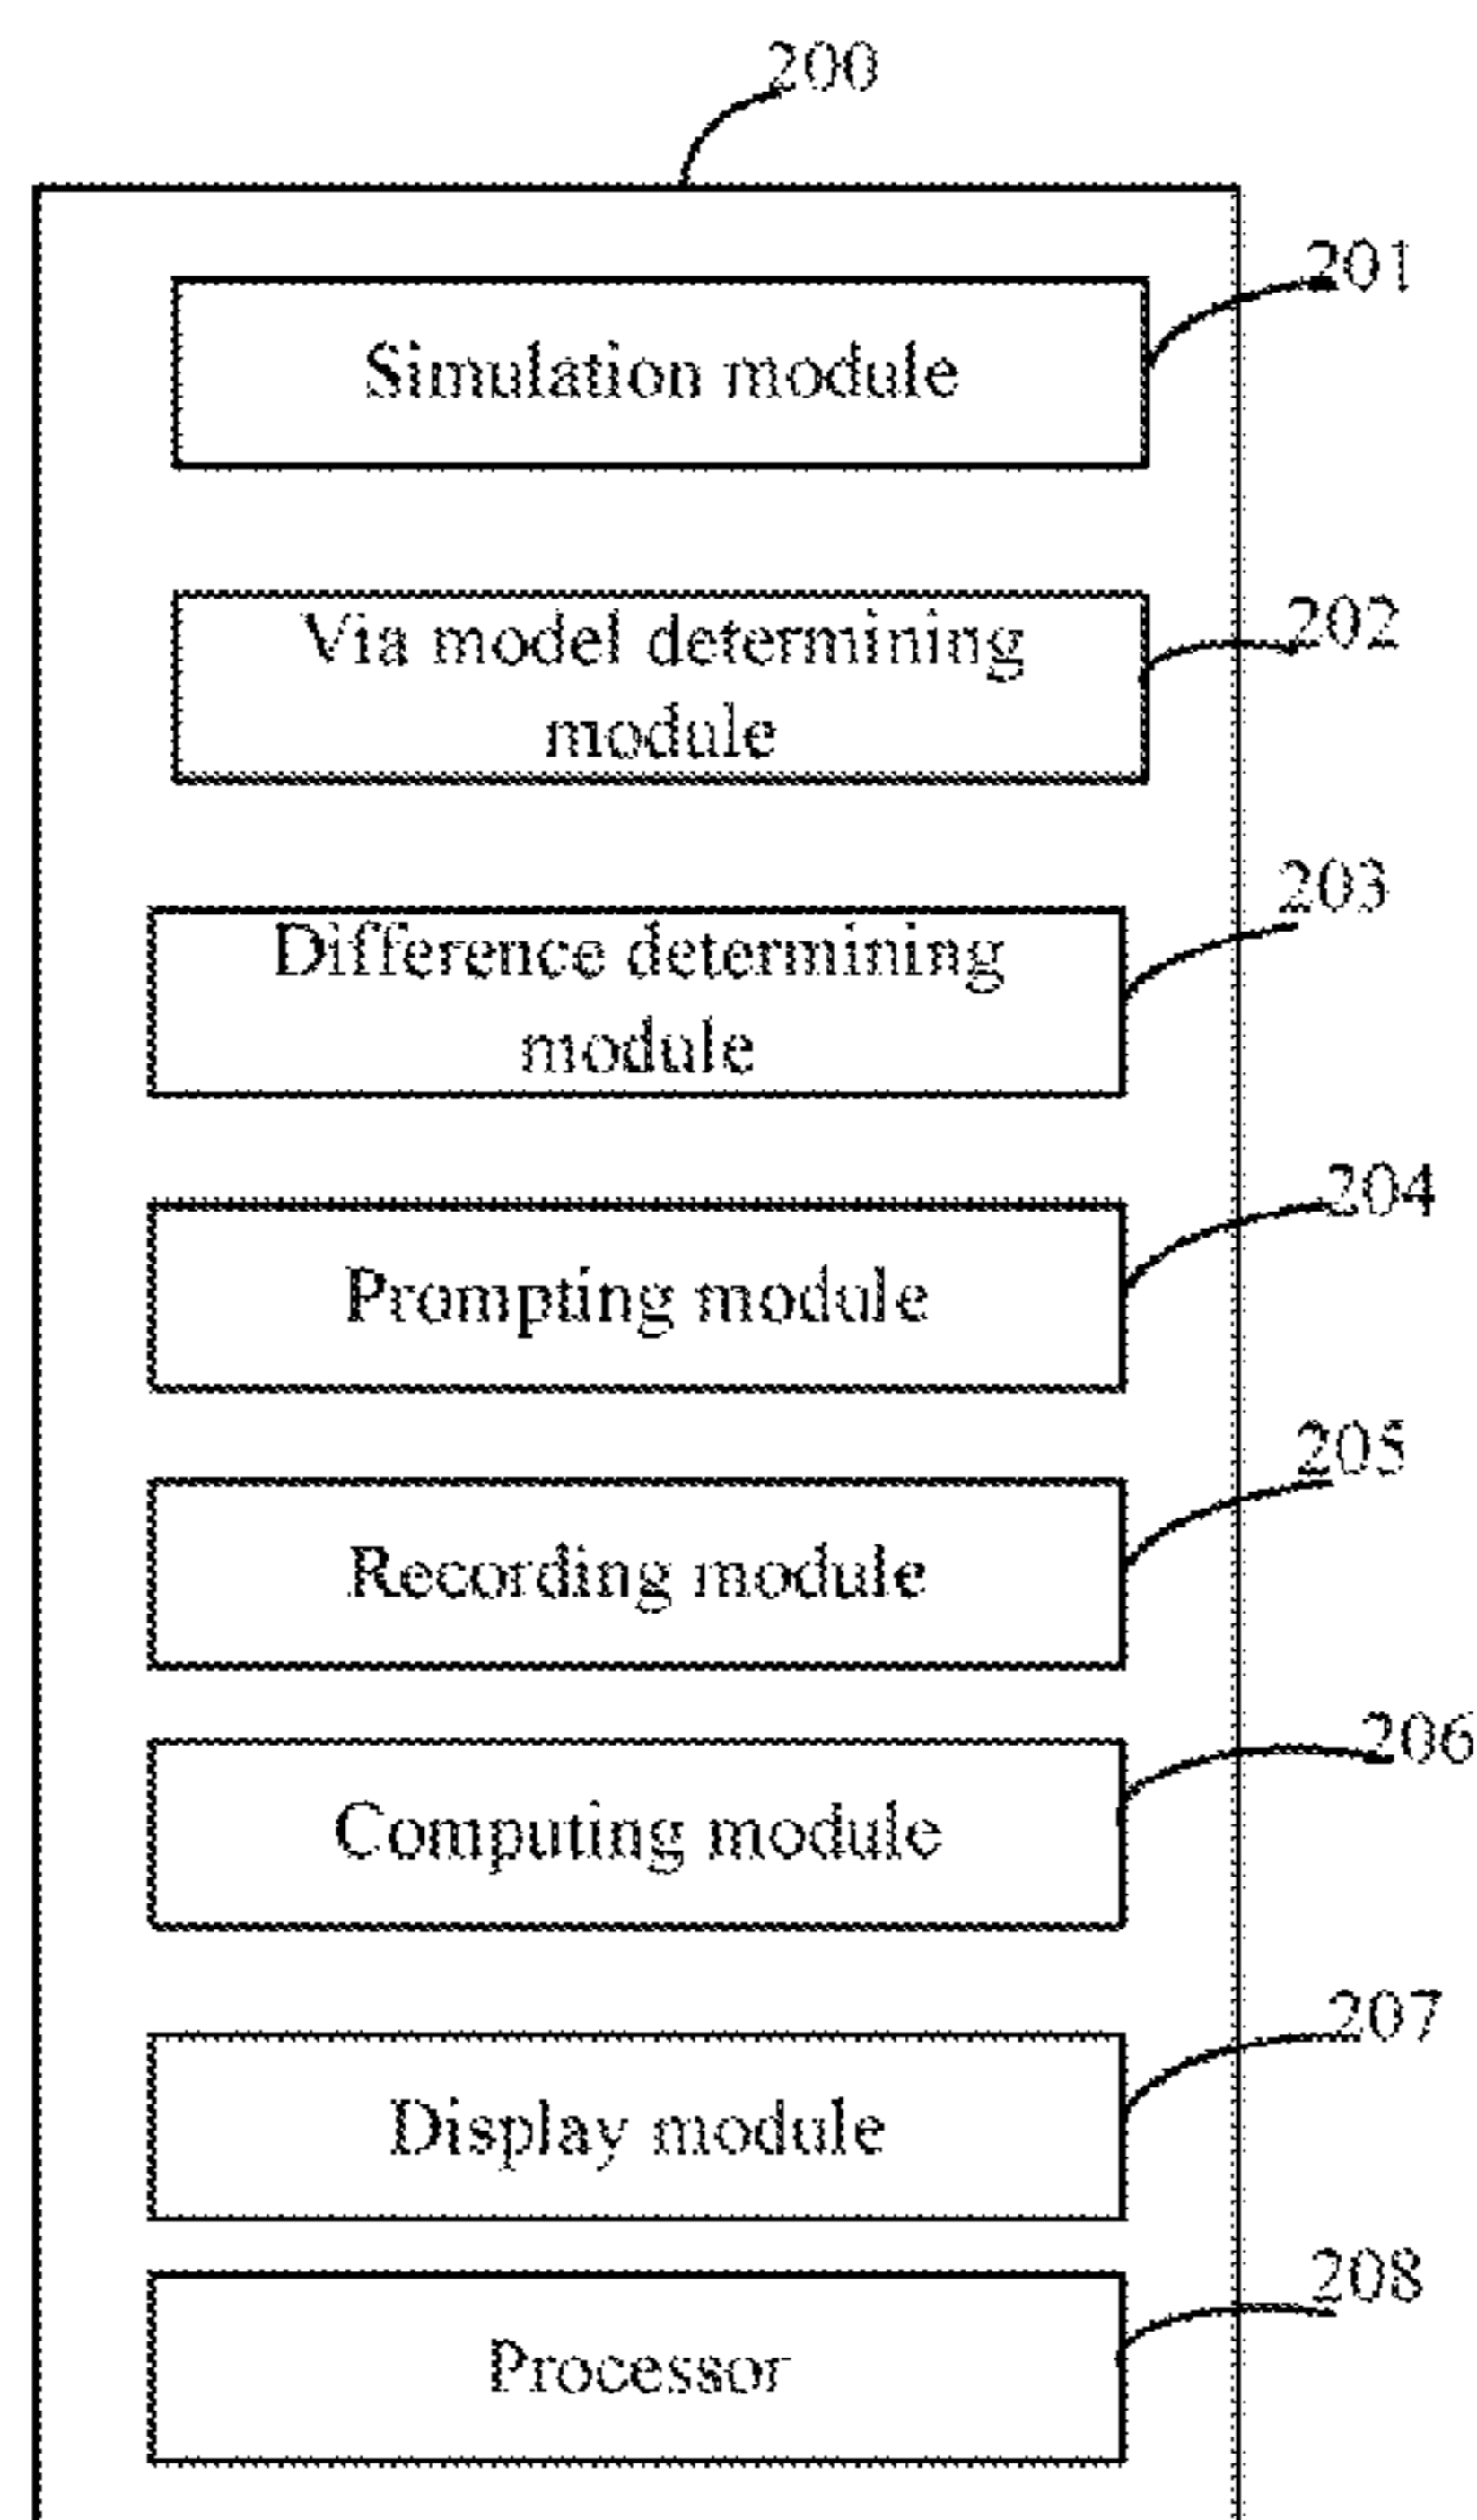 200
201
Simulation module
202
Via model determining
module
203
Difference determining
module
204
Prompting module
205
Recording module
206
Computing module
207
Display module
208
Processor